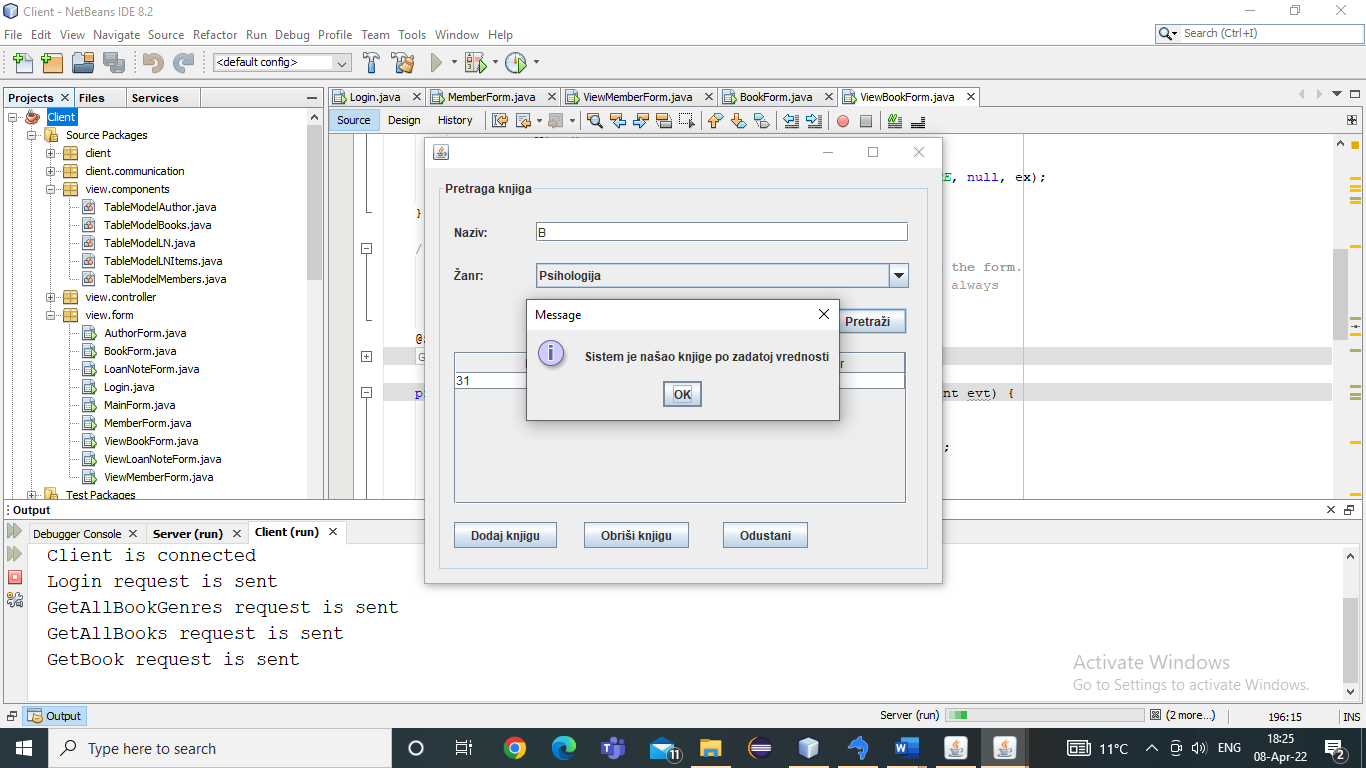 Client - NetBeans IDE 8.2
File Edit View Navigate Source Refactor Run Debug Profile Team Tools Window Help
Search (Ctrl+I)
<default config>
Projects Files Services
Login.java MemberForm.java ViewMemberForm.java BookForm.java ViewBookForm.java
Source Design History
Client
Source Packages
client
client.communication
view.components
TableModelAuthor.java
TableModelBooks.java
TableModelLN.java
TableModelLNItems.java
TableModelMembers.java
view.controller
view.form
AuthorForm.java
BookForm.java
LoanNoteForm.java
Login.java
MainForm.java
MemberForm.java
ViewBookForm.java
ViewLoanNoteForm.java
ViewMemberForm.java
Test Packages
E, null, ex);
}
/
the form.
always
@
G
p
nt evt) {
;
Pretraga knjiga
Naziv:
B
Žanr:
Psihologija
Pretraži
r
31
Message
Sistem je našao knjige po zadatoj vrednosti
OK
Dodaj knjigu Obriši knjigu Odustani
Output
Debugger Console Server (run) Client (run)
Client is connected
Login request is sent
GetAllBookGenres request is sent
GetAllBooks request is sent
GetBook request is sent
Activate Windows
Go to Settings to activate Windows.
Output
Server (run) (2 more...) 196:15 INS
Type here to search
11
11°C
ENG
18:25
08-Apr-22
2